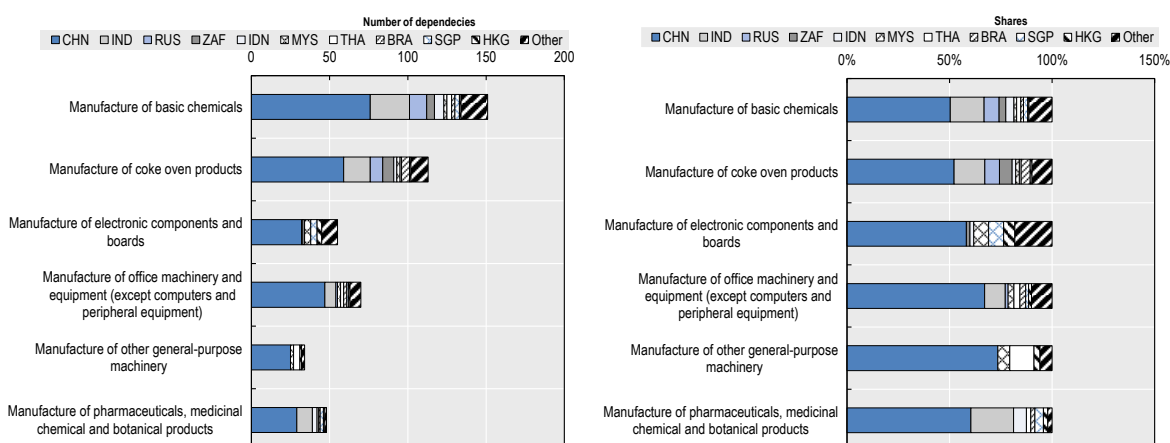 Number of dependecies
CHN IND RUS ZAF IDN MYS THA BRA SGP HKG Other
0 50 100 150 200
Manufacture of basic chemicals
Manufacture of coke oven products
Manufacture of electronic components and
boards
Manufacture of office machinery and
equipment (except computers and
peripheral equipment)
Manufacture of other general-purpose
machinery
Manufacture of pharmaceuticals, medicinal
chemical and botanical products
Shares
CHN IND RUS ZAF IDN MYS THA BRA SGP HKG Other
0% 50% 100% 150%
Manufacture of basic chemicals
Manufacture of coke oven products
Manufacture of electronic components and
boards
Manufacture of office machinery and
equipment (except computers and
peripheral equipment)
Manufacture of other general-purpose
machinery
Manufacture of pharmaceuticals, medicinal
chemical and botanical products